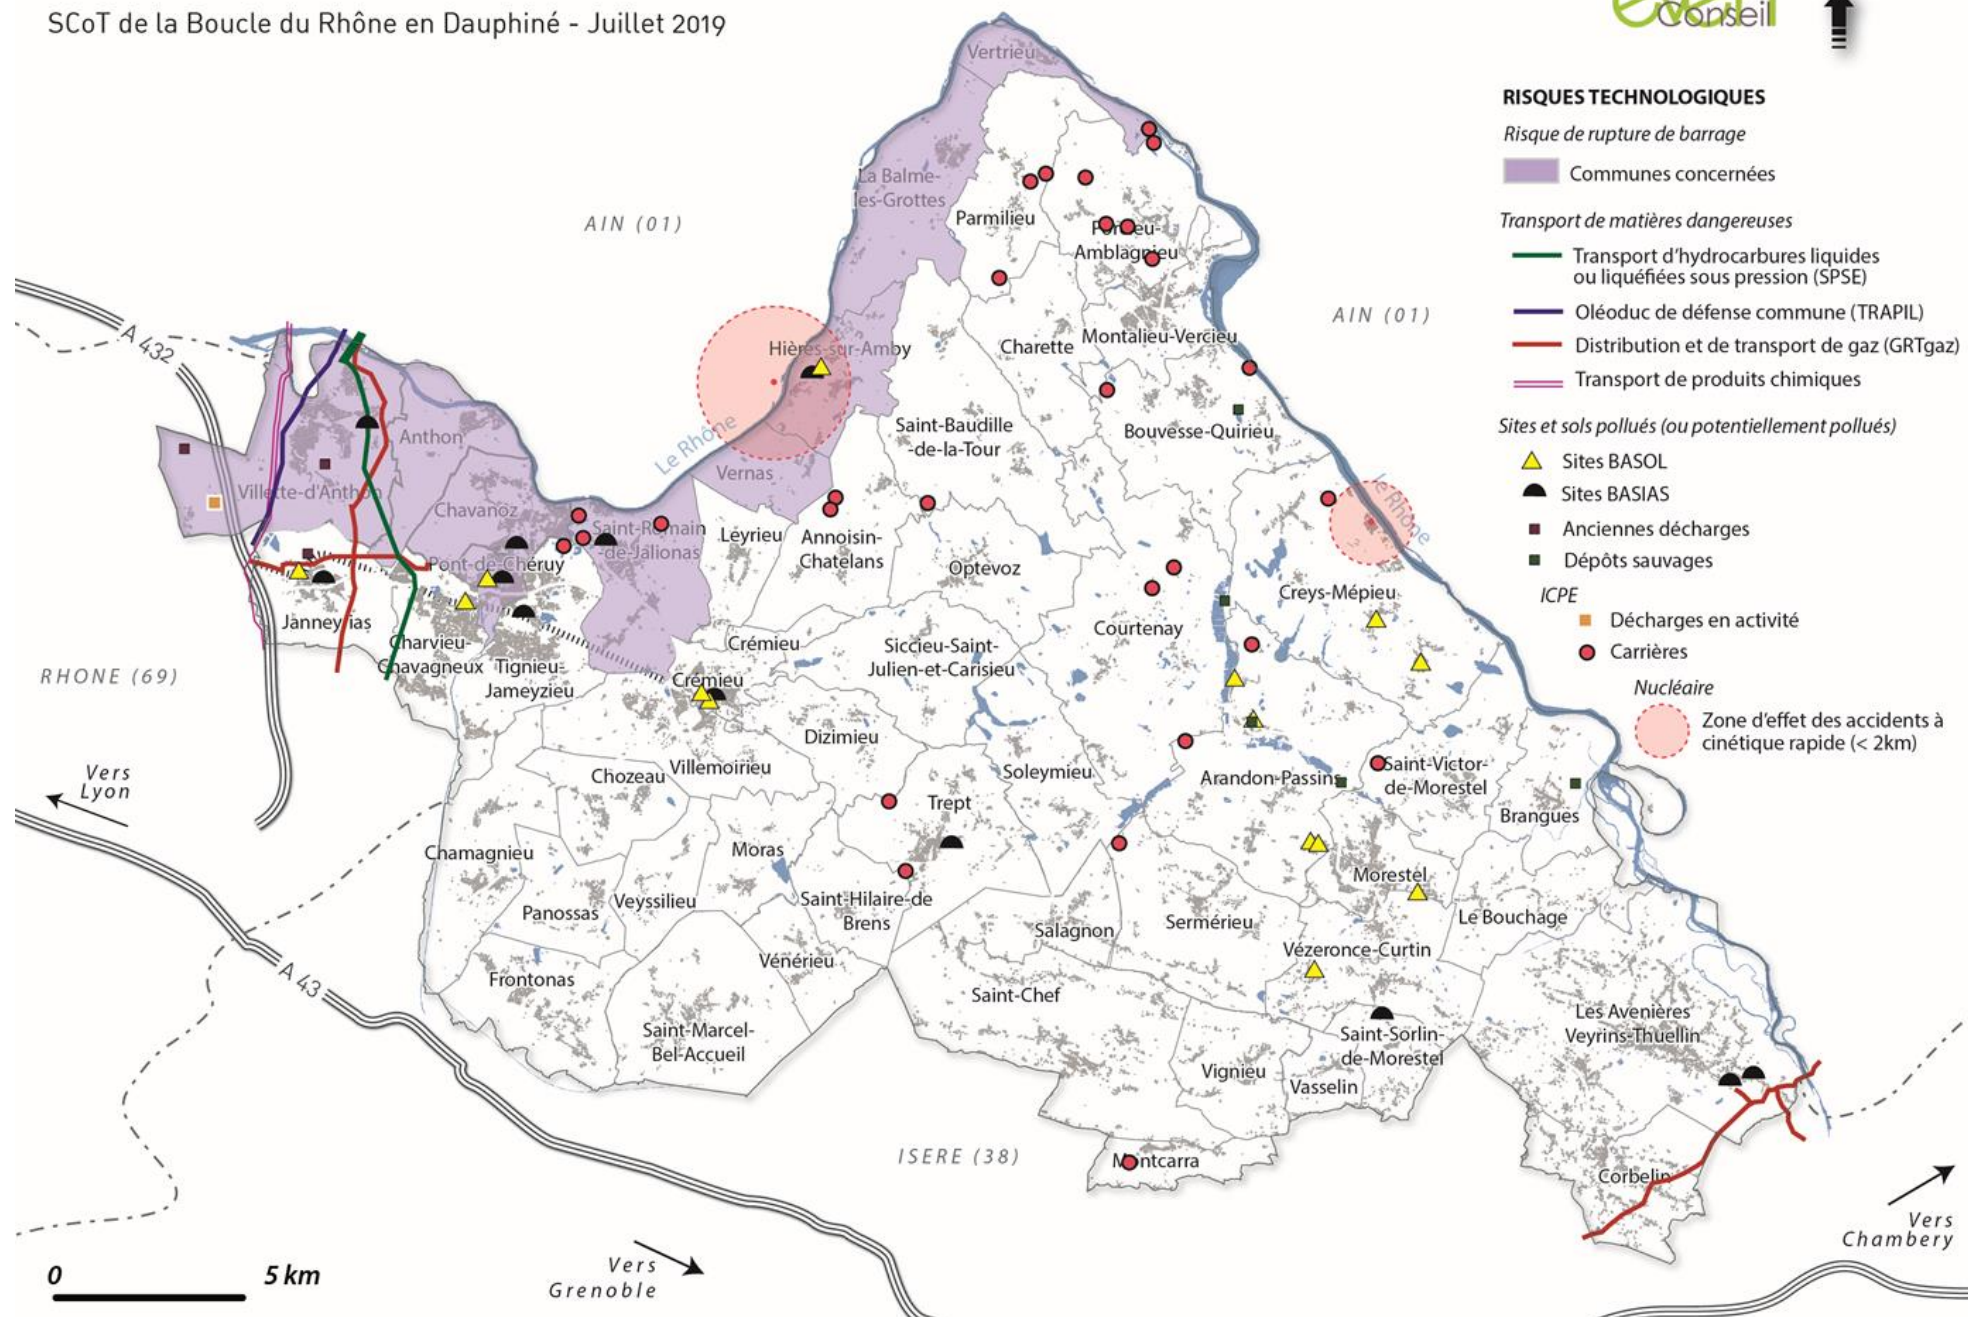 SCoT de la Boucle du Rhône en Dauphiné - Juillet 2019
Conseil
RISQUES TECHNOLOGIQUES
Risque de rupture de barrage
Communes concernées
Transport de matières dangereuses
Transport d'hydrocarbures liquides
ou liquéfiées sous pression (SPSE)
Oléoduc de défense commune (TRAPIL)
Distribution et de transport de gaz (GRTgaz)
Transport de produits chimiques
Sites et sols pollués (ou potentiellement pollués)
Sites BASOL
Sites BASIAS
Anciennes décharges
Dépôts sauvages
ICPE
Décharges en activité
Carrières
Nucléaire
Zone d'effet des accidents à
cinétique rapide (< 2km)
Vertrieu
La Balme-
les-Grottes
Parmilieu
Amblagnieu
AIN (01)
AIN (01)
A 432
Hières-sur-Amby
Charette
Montalieu-Vercieu
Saint-Baudille
-de-la-Tour
Bouvesse-Quirieu
Anthon
Le Rhône
Vernas
Villette-d'Anthon
Chavanoz
Saint-Romain
-de-Jalionas
Leyrieu
Annoisin-
Chatelans
Optevoz
Le Rhône
Pont-de-Chéruy
Creys-Mépieu
Janneyrias
Charvieu-
Chavagneux
Tignieu-
Jameyzieu
Crémieu
Crémieu
Siccieu-Saint-
Julien-et-Carisieu
Courtenay
RHONE (69)
Dizimieu
Villemoirieu
Chozeau
Soleymieu
Arandon-Passins
Saint-Victor-
de-Morestel
Vers
Lyon
Trept
Brangues
Chamagnieu
Moras
Morestel
Panossas
Veyssilieu
Saint-Hilaire-de
Brens
Salagnon
Sermérieu
Le Bouchage
Vénérieu
Vézeronce-Curtin
A 43
Frontonas
Saint-Chef
Les Avenières
Veyrins-Thuellin
Saint-Marcel-
Bel-Accueil
Saint-Sorlin-
de-Morestel
Vignieu
Vasselin
ISERE (38)
Montcarra
Corbelin
Vers
Chambery
Vers
Grenoble
0 5 km